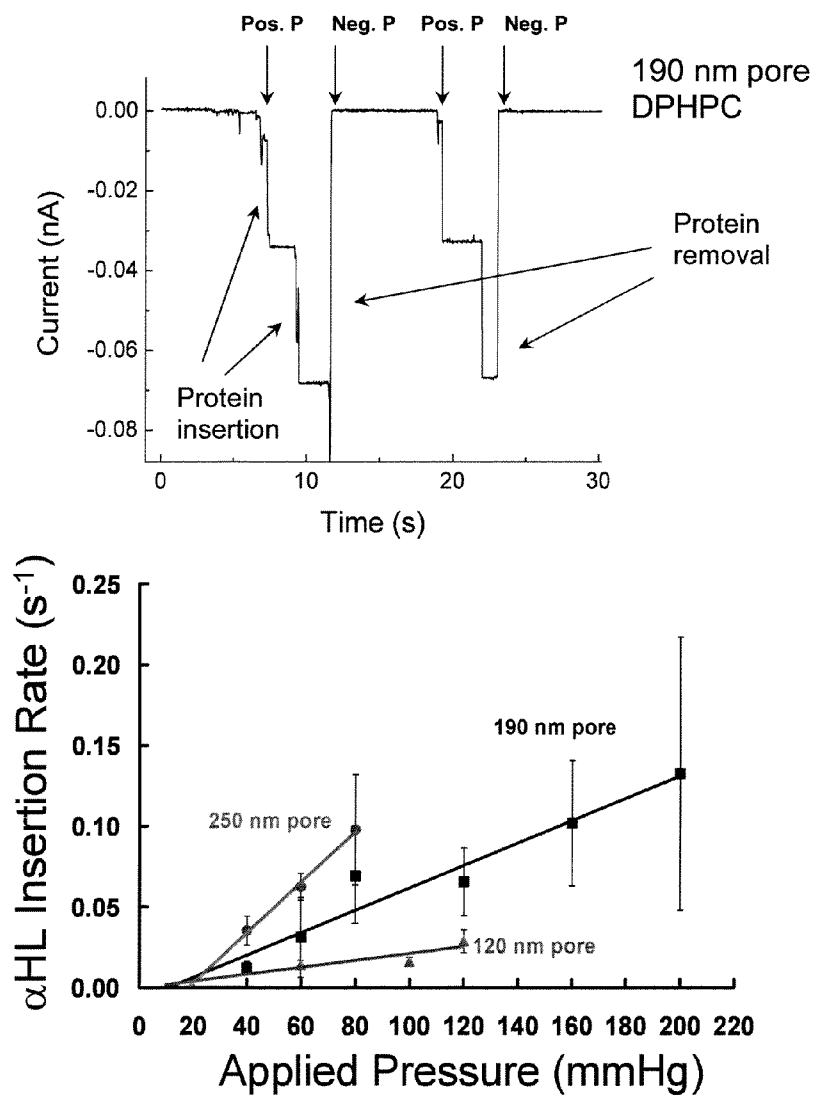 Pos. P Neg. P Pos. P Neg. P
190 nm pore
DPHPC
0.00
-0.02
-0.04
-0.06
-0.08
Current (nA)
Protein
removal
Protein
insertion
0 10 20 30
Time (s)
0.25
0.20
0.15
0.10
0.05
0.00
αHL Insertion Rate (s⁻¹)
190 nm pore
250 nm pore
120 nm pore
0 20 40 60 80 100 120 140 160 180 200 220
Applied Pressure (mmHg)